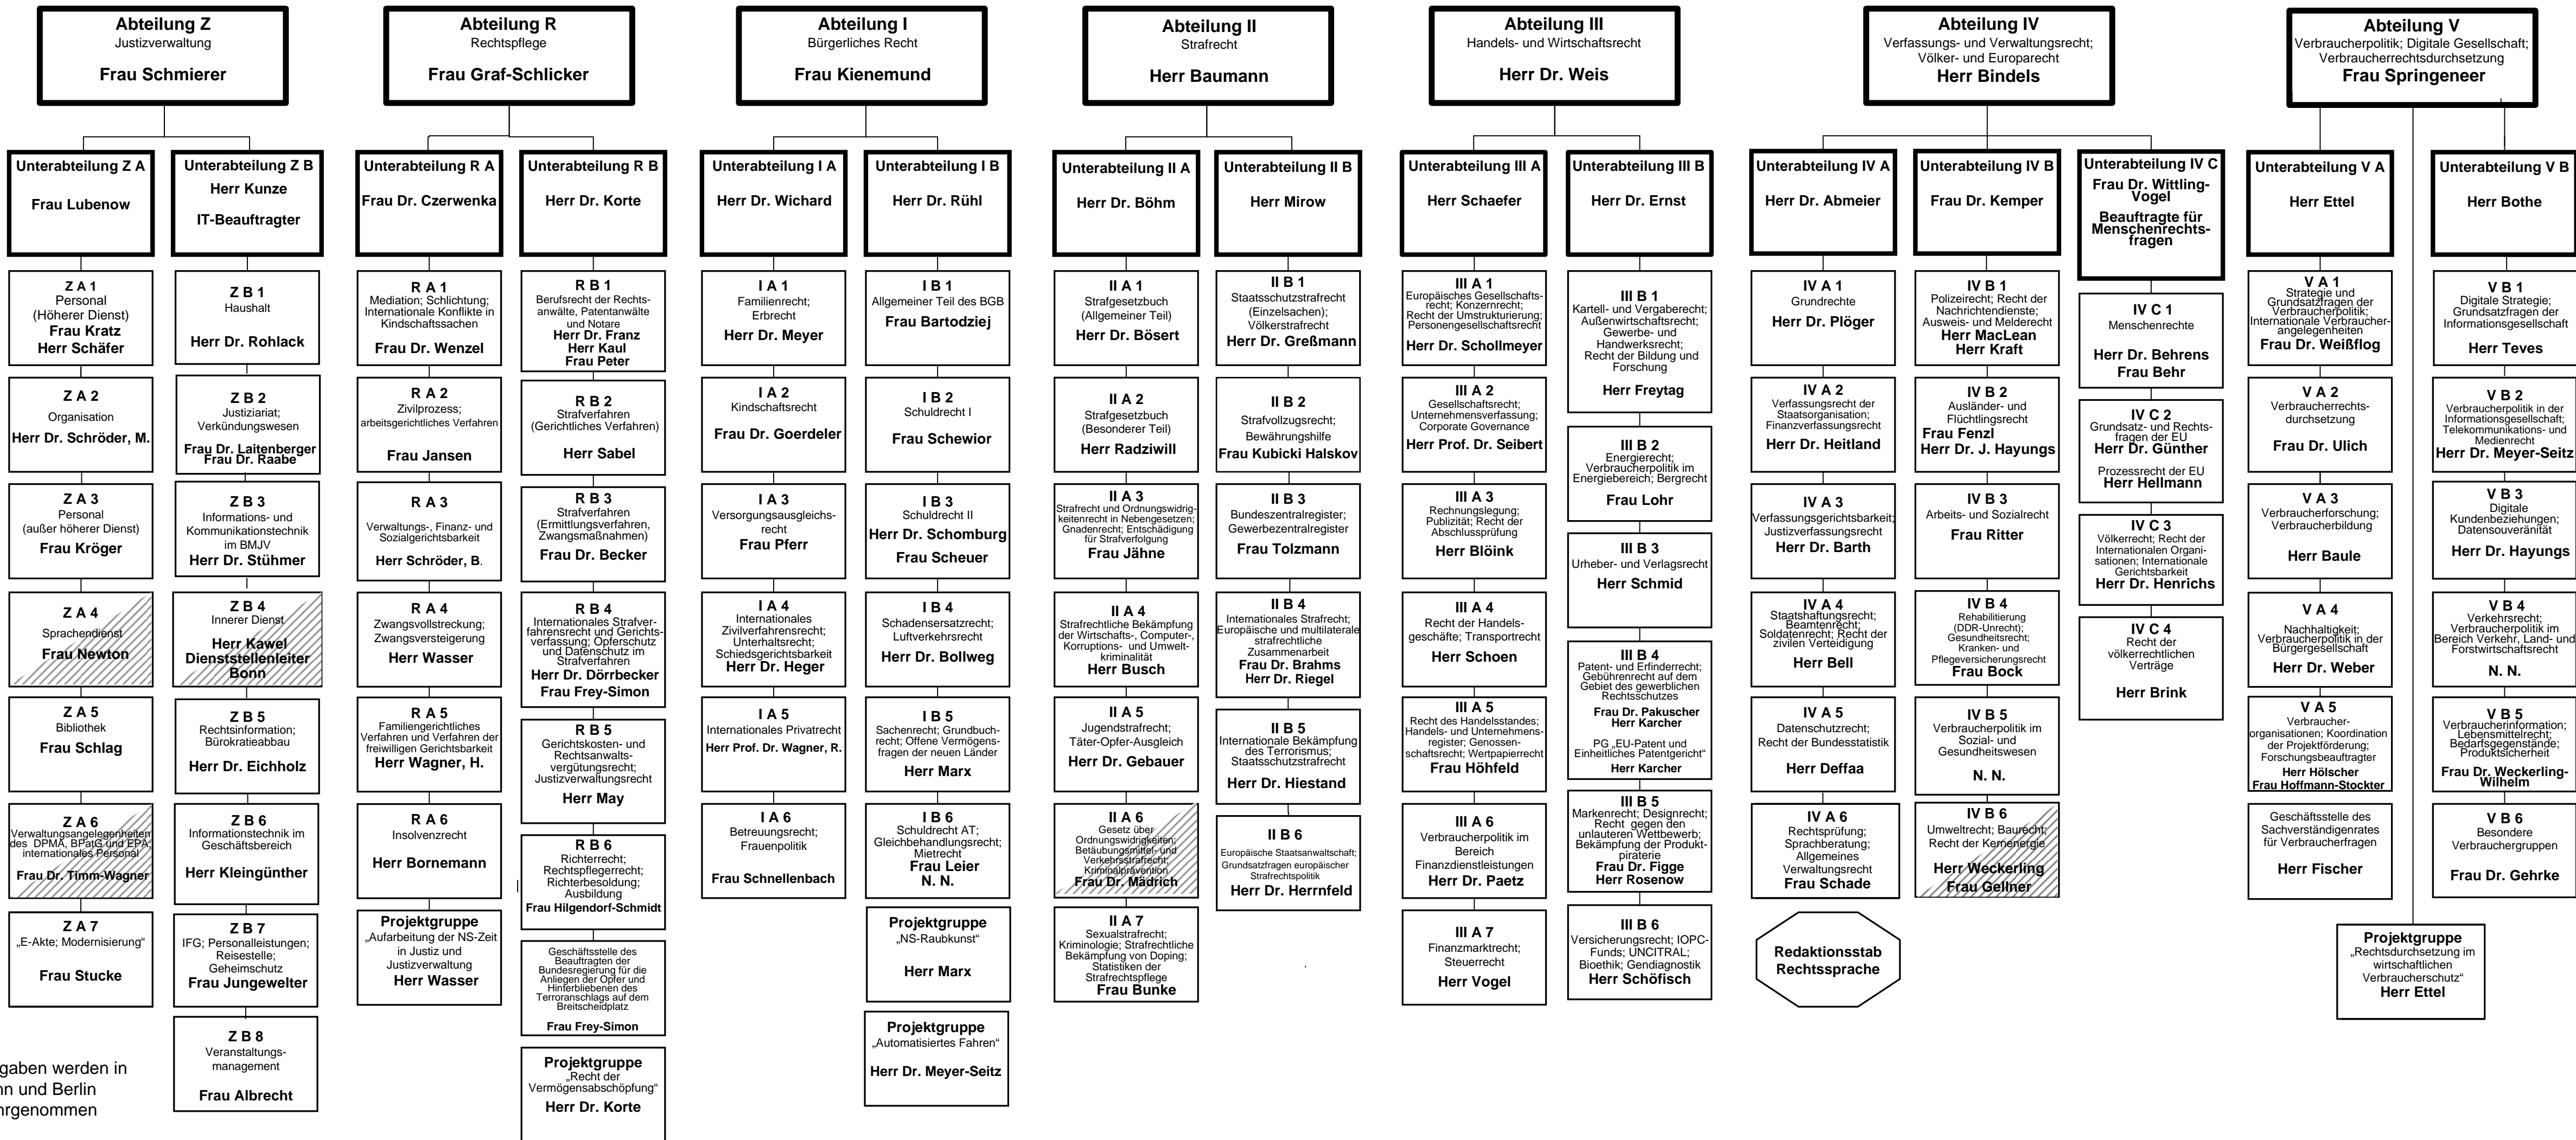 Abteilung Z
Justizverwaltung
Frau Schmierer
Unterabteilung Z A
Frau Lubenow
Z A 1
Personal
(Höherer Dienst)
Frau Kratz
Herr Schäfer
Z A 2
Organisation
Herr Dr. Schröder, M.
Z A 3
Personal
(außer höherer Dienst)
Frau Kröger
Z A 4
Sprachendienst
Frau Newton
Z A 5
Bibliothek
Frau Schlag
Z A 6
Verwaltungsangelegenheiten
des DPMA, BPatG und EPA;
internationales Personal
Frau Dr. Timm-Wagner
Z A 7
„E-Akte; Modernisierung“
Frau Stucke
Unterabteilung Z B
Herr Kunze
IT-Beauftragter
Z B 1
Haushalt
Herr Dr. Rohlack
Z B 2
Justiziariat;
Verkündungswesen
Frau Dr. Laitenberger
Frau Dr. Raabe
Z B 3
Informations- und
Kommunikationstechnik
im BMJV
Herr Dr. Stühmer
Z B 4
Innerer Dienst
Herr Kawel
Dienststellenleiter
Bonn
Z B 5
Rechtsinformation;
Bürokratieabbau
Herr Dr. Eichholz
Z B 6
Informationstechnik im
Geschäftsbereich
Herr Kleingünther
Z B 7
IFG; Personalleistungen;
Reisestelle;
Geheimschutz
Frau Jungewelter
Z B 8
Veranstaltungs-
management
Frau Albrecht
gaben werden in
nn und Berlin
hrgenommen
Abteilung R
Rechtspflege
Frau Graf-Schlicker
Unterabteilung R A
Frau Dr. Czerwenka
R A 1
Mediation; Schlichtung;
Internationale Konflikte in
Kindschaftssachen
Frau Dr. Wenzel
R A 2
Zivilprozess;
arbeitsgerichtliches Verfahren
Frau Jansen
R A 3
Verwaltungs-, Finanz- und
Sozialgerichtsbarkeit
Herr Schröder, B.
R A 4
Zwangsvollstreckung;
Zwangsversteigerung
Herr Wasser
R A 5
Familiengerichtliches
Verfahren und Verfahren der
freiwilligen Gerichtsbarkeit
Herr Wagner, H.
R A 6
Insolvenzrecht
Herr Bornemann
Projektgruppe
„Aufarbeitung der NS-Zeit
in Justiz und
Justizverwaltung
Herr Wasser
Unterabteilung R B
Herr Dr. Korte
R B 1
Berufsrecht der Rechts-
anwälte, Patentanwälte
und Notare
Herr Dr. Franz
Herr Kaul
Frau Peter
R B 2
Strafverfahren
(Gerichtliches Verfahren)
Herr Sabel
R B 3
Strafverfahren
(Ermittlungsverfahren,
Zwangsmaßnahmen)
Frau Dr. Becker
R B 4
Internationales Strafver-
fahrensrecht und Gerichts-
verfassung; Opferschutz
und Datenschutz im
Strafverfahren
Herr Dr. Dörrbecker
Frau Frey-Simon
R B 5
Gerichtskosten- und
Rechtsanwalts-
vergütungsrecht;
Justizverwaltungsrecht
Herr May
R B 6
Richterrecht;
Rechtspflegerrecht;
Richterbesoldung;
Ausbildung
Frau Hilgendorf-Schmidt
Geschäftsstelle des
Beauftragten der
Bundesregierung für die
Anliegen der Opfer und
Hinterbliebenen des
Terroranschlags auf dem
Breitscheidplatz
Frau Frey-Simon
Projektgruppe
„Recht der
Vermögensabschöpfung“
Herr Dr. Korte
Abteilung I
Bürgerliches Recht
Frau Kienemund
Unterabteilung I A
Herr Dr. Wichard
I A 1
Familienrecht;
Erbrecht
Herr Dr. Meyer
I A 2
Kindschaftsrecht
Frau Dr. Goerdeler
I A 3
Versorgungsausgleichs-
recht
Frau Pferr
I A 4
Internationales
Zivilverfahrensrecht;
Unterhaltsrecht;
Schiedsgerichtsbarkeit
Herr Dr. Heger
I A 5
Internationales Privatrecht
Herr Prof. Dr. Wagner, R.
I A 6
Betreuungsrecht;
Frauenpolitik
Frau Schnellenbach
Unterabteilung I B
Herr Dr. Rühl
I B 1
Allgemeiner Teil des BGB
Frau Bartodziej
I B 2
Schuldrecht I
Frau Schewior
I B 3
Schuldrecht II
Herr Dr. Schomburg
Frau Scheuer
I B 4
Schadensersatzrecht;
Luftverkehrsrecht
Herr Dr. Bollweg
I B 5
Sachenrecht; Grundbuch-
recht; Offene Vermögens-
fragen der neuen Länder
Herr Marx
I B 6
Schuldrecht AT;
Gleichbehandlungsrecht;
Mietrecht
Frau Leier
N. N.
Projektgruppe
„NS-Raubkunst“
Herr Marx
Projektgruppe
„Automatisiertes Fahren“
Herr Dr. Meyer-Seitz
Abteilung II
Strafrecht
Herr Baumann
Unterabteilung II A
Herr Dr. Böhm
II A 1
Strafgesetzbuch
(Allgemeiner Teil)
Herr Dr. Bösert
II A 2
Strafgesetzbuch
(Besonderer Teil)
Herr Radziwill
II A 3
Strafrecht und Ordnungswidrig-
keitenrecht in Nebengesetzen;
Gnadenrecht; Entschädigung
für Strafverfolgung
Frau Jähne
II A 4
Strafrechtliche Bekämpfung
der Wirtschafts-, Computer-,
Korruptions- und Umwelt-
kriminalität
Herr Busch
II A 5
Jugendstrafrecht;
Täter-Opfer-Ausgleich
Herr Dr. Gebauer
II A 6
Gesetz über
Ordnungswidrigkeiten;
Betäubungsmittel- und
Verkehrsstrafrecht;
Kriminalprävention
Frau Dr. Mädrich
II A 7
Sexualstrafrecht;
Kriminologie; Strafrechtliche
Bekämpfung von Doping;
Statistiken der
Strafrechtspflege
Frau Bunke
Unterabteilung II B
Herr Mirow
II B 1
Staatsschutzstrafrecht
(Einzelsachen);
Völkerstrafrecht
Herr Dr. Greßmann
II B 2
Strafvollzugsrecht;
Bewährungshilfe
Frau Kubicki Halskov
II B 3
Bundeszentralregister;
Gewerbezentralregister
Frau Tolzmann
II B 4
Internationales Strafrecht;
Europäische und multilaterale
strafrechtliche
Zusammenarbeit
Frau Dr. Brahms
Herr Dr. Riegel
II B 5
Internationale Bekämpfung
des Terrorismus;
Staatsschutzstrafrecht
Herr Dr. Hiestand
II B 6
Europäische Staatsanwaltschaft;
Grundsatzfragen europäischer
Strafrechtspolitik
Herr Dr. Herrnfeld
Abteilung III
Handels- und Wirtschaftsrecht
Herr Dr. Weis
Unterabteilung III A
Herr Schaefer
III A 1
Europäisches Gesellschafts-
recht; Konzernrecht;
Recht der Umstrukturierung;
Personengesellschaftsrecht
Herr Dr. Schollmeyer
III A 2
Gesellschaftsrecht;
Unternehmensverfassung;
Corporate Governance
Herr Prof. Dr. Seibert
III A 3
Rechnungslegung;
Publizität; Recht der
Abschlussprüfung
Herr Blöink
III A 4
Recht der Handels-
geschäfte; Transportrecht
Herr Schoen
III A 5
Recht des Handelsstandes;
Handels- und Unternehmens-
register; Genossen-
schaftsrecht; Wertpapierrecht
Frau Höhfeld
III A 6
Verbraucherpolitik im
Bereich
Finanzdienstleistungen
Herr Dr. Paetz
III A 7
Finanzmarktrecht;
Steuerrecht
Herr Vogel
Unterabteilung III B
Herr Dr. Ernst
III B 1
Kartell- und Vergaberecht;
Außenwirtschaftsrecht;
Gewerbe- und
Handwerksrecht;
Recht der Bildung und
Forschung
Herr Freytag
III B 2
Energierecht;
Verbraucherpolitik im
Energiebereich; Bergrecht
Frau Lohr
III B 3
Urheber- und Verlagsrecht
Herr Schmid
III B 4
Patent- und Erfinderrecht;
Gebührenrecht auf dem
Gebiet des gewerblichen
Rechtsschutzes
Frau Dr. Pakuscher
Herr Karcher
PG „EU-Patent und
Einheitliches Patentgericht“
Herr Karcher
III B 5
Markenrecht; Designrecht;
Recht gegen den
unlauteren Wettbewerb;
Bekämpfung der Produkt-
piraterie
Frau Dr. Figge
Herr Rosenow
III B 6
Versicherungsrecht; IOPC-
Funds; UNCITRAL;
Bioethik; Gendiagnostik
Herr Schöfisch
Abteilung IV
Verfassungs- und Verwaltungsrecht;
Völker- und Europarecht
Herr Bindels
Unterabteilung IV A
Herr Dr. Abmeier
IV A 1
Grundrechte
Herr Dr. Plöger
IV A 2
Verfassungsrecht der
Staatsorganisation;
Finanzverfassungsrecht
Herr Dr. Heitland
IV A 3
Verfassungsgerichtsbarkeit;
Justizverfassungsrecht
Herr Dr. Barth
IV A 4
Staatshaftungsrecht;
Beamtenrecht;
Soldatenrecht; Recht der
zivilen Verteidigung
Herr Bell
IV A 5
Datenschutzrecht;
Recht der Bundesstatistik
Herr Deffaa
IV A 6
Rechtsprüfung;
Sprachberatung;
Allgemeines
Verwaltungsrecht
Frau Schade
Redaktionsstab
Rechtssprache
Unterabteilung IV B
Frau Dr. Kemper
IV B 1
Polizeirecht; Recht der
Nachrichtendienste;
Ausweis- und Melderecht
Herr MacLean
Herr Kraft
IV B 2
Ausländer- und
Flüchtlingsrecht
Frau Fenzl
Herr Dr. J. Hayungs
IV B 3
Arbeits- und Sozialrecht
Frau Ritter
IV B 4
Rehabilitierung
(DDR-Unrecht);
Gesundheitsrecht;
Kranken- und
Pflegeversicherungsrecht
Frau Bock
IV B 5
Verbraucherpolitik im
Sozial- und
Gesundheitswesen
N. N.
IV B 6
Umweltrecht; Baurecht;
Recht der Kernenergie
Herr Weckerling
Frau Gellner
Unterabteilung IV C
Frau Dr. Wittling-
Vogel
Beauftragte für
Menschenrechts-
fragen
IV C 1
Menschenrechte
Herr Dr. Behrens
Frau Behr
IV C 2
Grundsatz- und Rechts-
fragen der EU
Herr Dr. Günther
Prozessrecht der EU
Herr Hellmann
IV C 3
Völkerrecht; Recht der
Internationalen Organi-
sationen; Internationale
Gerichtsbarkeit
Herr Dr. Henrichs
IV C 4
Recht der
völkerrechtlichen
Verträge
Herr Brink
Abteilung V
Verbraucherpolitik; Digitale Gesellschaft;
Verbraucherrechtsdurchsetzung
Frau Springeneer
Unterabteilung V A
Herr Ettel
V A 1
Strategie und
Grundsatzfragen der
Verbraucherpolitik;
Internationale Verbraucher-
angelegenheiten
Frau Dr. Weißflog
V A 2
Verbraucherrechts-
durchsetzung
Frau Dr. Ulich
V A 3
Verbraucherforschung;
Verbraucherbildung
Herr Baule
V A 4
Nachhaltigkeit;
Verbraucherpolitik in der
Bürgergesellschaft
Herr Dr. Weber
V A 5
Verbraucher-
organisationen; Koordination
der Projektförderung;
Forschungsbeauftragter
Herr Hölscher
Frau Hoffmann-Stockter
Geschäftsstelle des
Sachverständigenrates
für Verbraucherfragen
Herr Fischer
Projektgruppe
„Rechtsdurchsetzung im
wirtschaftlichen
Verbraucherschutz“
Herr Ettel
Unterabteilung V B
Herr Bothe
V B 1
Digitale Strategie;
Grundsatzfragen der
Informationsgesellschaft
Herr Teves
V B 2
Verbraucherpolitik in der
Informationsgesellschaft;
Telekommunikations- und
Medienrecht
Herr Dr. Meyer-Seitz
V B 3
Digitale
Kundenbeziehungen;
Datensouveränität
Herr Dr. Hayungs
V B 4
Verkehrsrecht;
Verbraucherpolitik im
Bereich Verkehr, Land- und
Forstwirtschaftsrecht
N. N.
V B 5
Verbraucherinformation;
Lebensmittelrecht;
Bedarfsgegenstände;
Produktsicherheit
Frau Dr. Weckerling-
Wilhelm
V B 6
Besondere
Verbrauchergruppen
Frau Dr. Gehrke